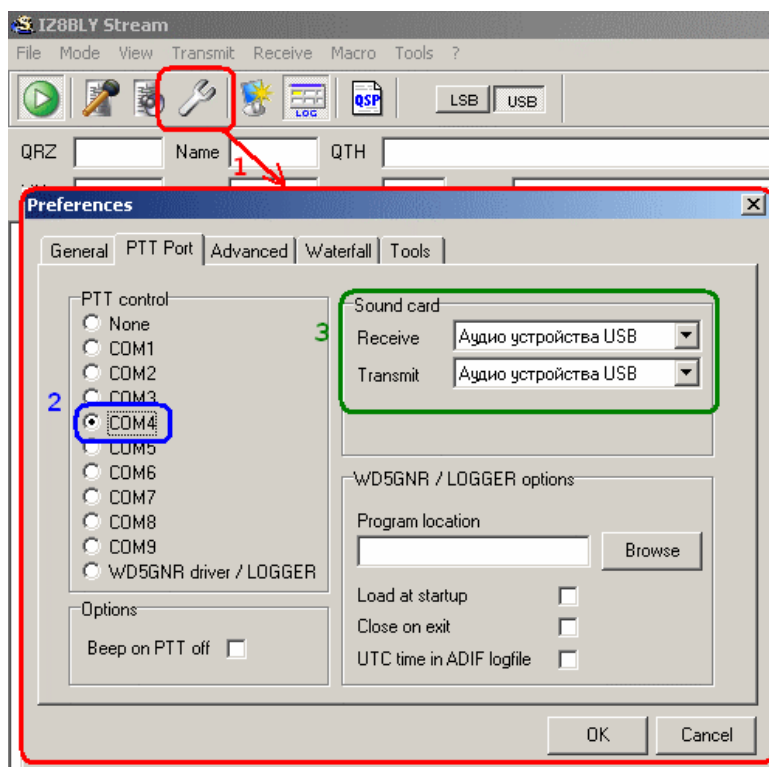 IZ8BLY Stream
File Mode View Transmit Receive Macro Tools ?
LOG
QSP
LSB USB
QRZ Name QTH
1
Preferences
General PTT Port Advanced Waterfall Tools
PTT control
None
COM1
COM2
COM3
2
COM4
COM5
COM6
COM7
COM8
COM9
WD5GNR driver / LOGGER
Options
Beep on PTT off
3
Sound card
Receive Аудио устройства USB
Transmit Аудио устройства USB
WD5GNR / LOGGER options
Program location
Browse
Load at startup
Close on exit
UTC time in ADIF logfile
OK Cancel